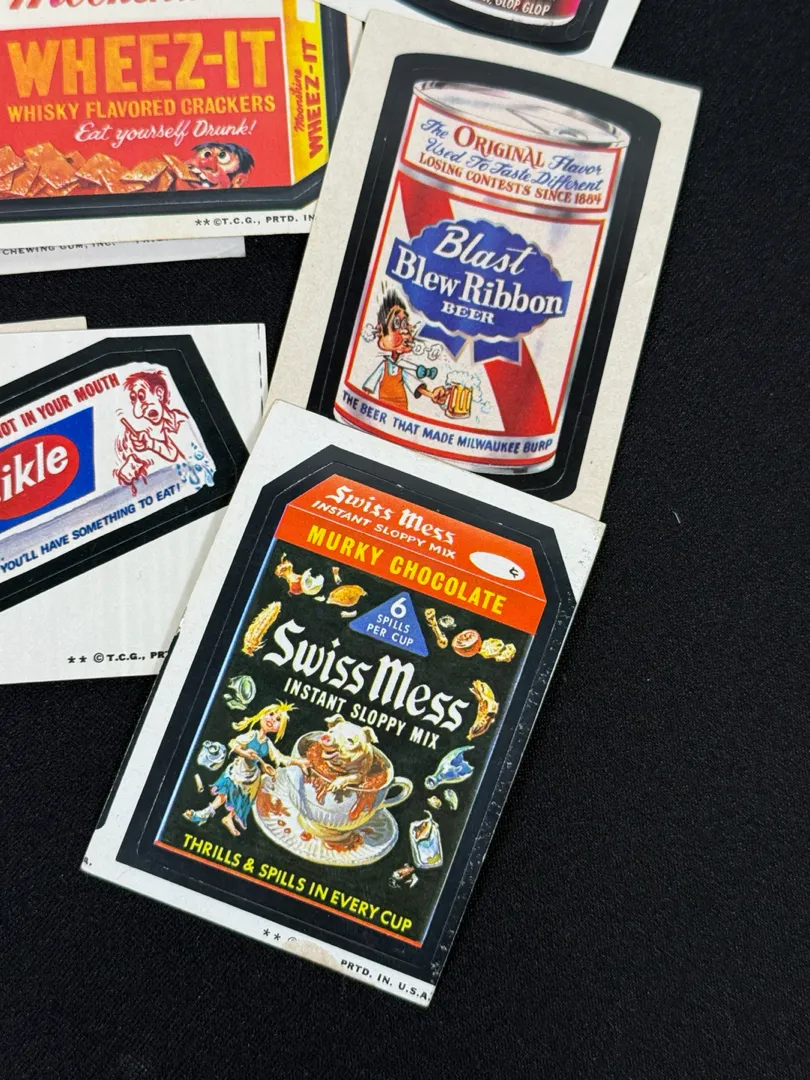 GLOP, GLOP
WHEEZ-IT
WHISKY FLAVORED CRACKERS
Eat yourself Drunk!
Moonshine
WHEEZ-IT
** ©T.C.G., PRTD. IN
CHEWING GUM, INC.
The ORIGINAL Flavor
Used To Taste Different
LOSING CONTESTS SINCE 1884
Blast
Blew Ribbon
BEER
THE BEER THAT MADE MILWAUKEE BURP
NOT IN YOUR MOUTH
ikle
YOU'LL HAVE SOMETHING TO EAT!
** © T.C.G., PRT
Swiss Mess
INSTANT SLOPPY MIX
¢
MURKY CHOCOLATE
6
SPILLS
PER CUP
Swiss Mess
INSTANT SLOPPY MIX
THRILLS & SPILLS IN EVERY CUP
** © PRTD. IN U.S.A.